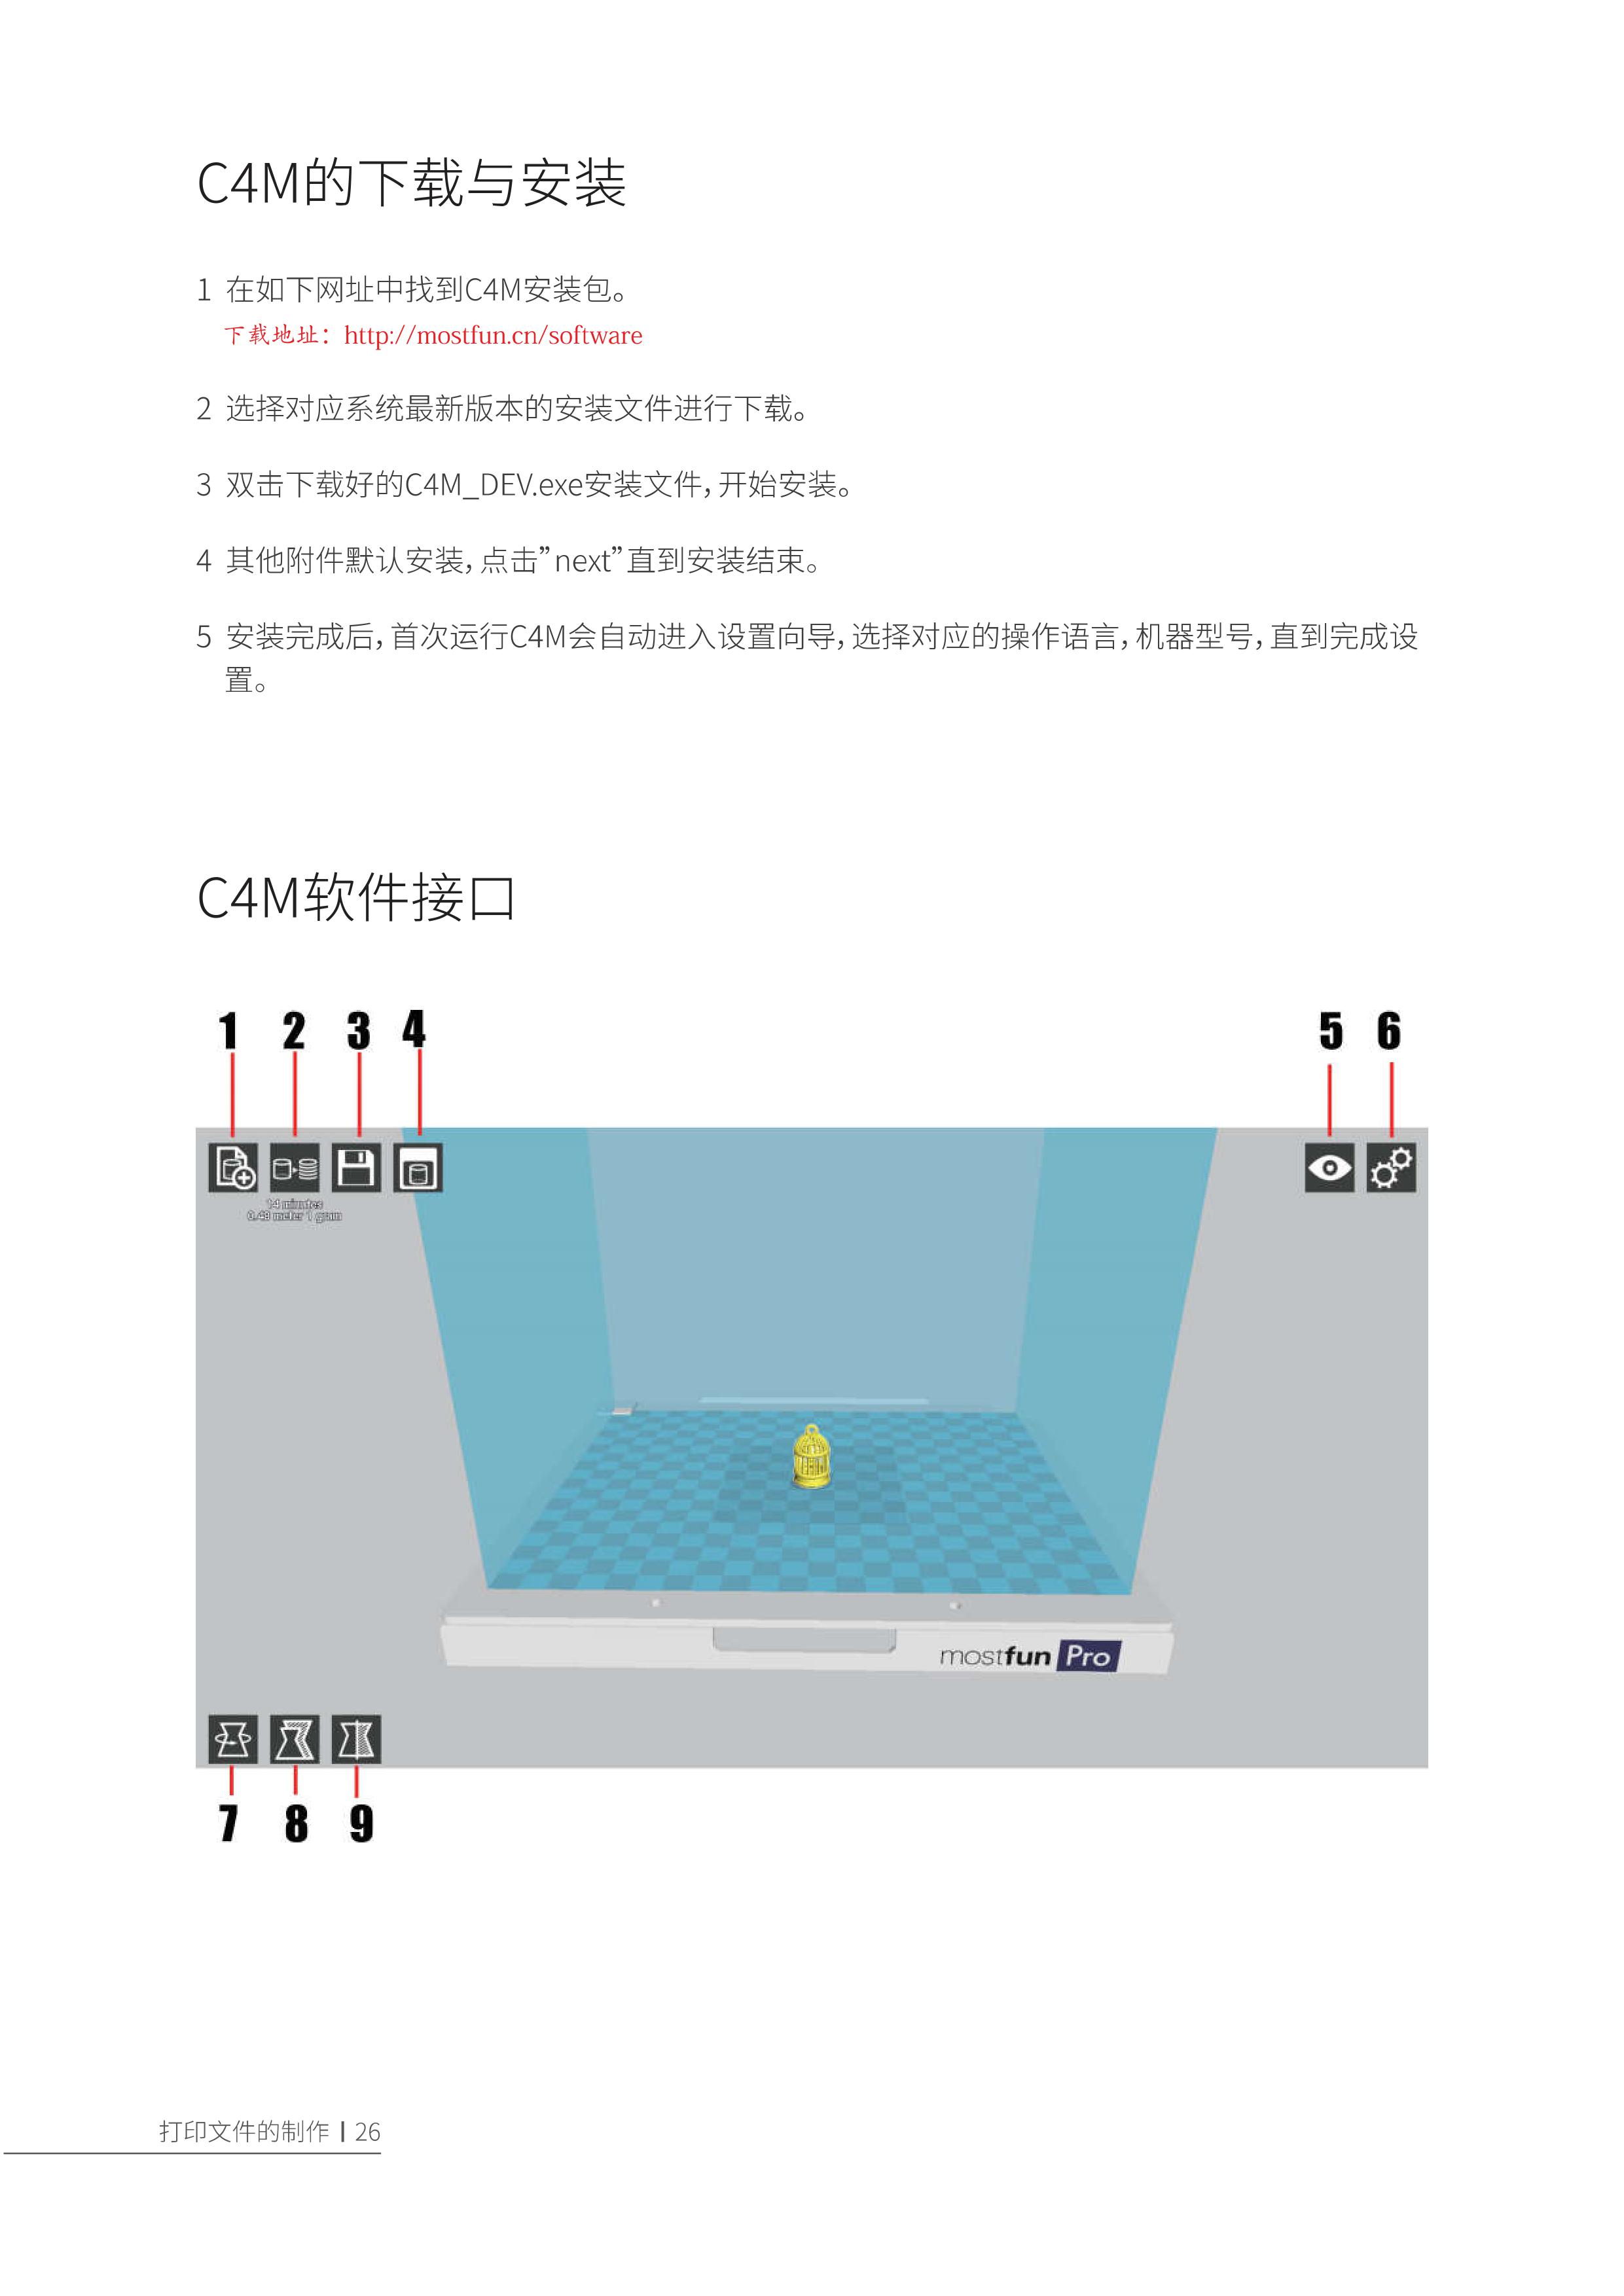 C4M的下载与安装
1 在如下网址中找到C4M安装包。
下载地址：http://mostfun.cn/software
2 选择对应系统最新版本的安装文件进行下载。
3 双击下载好的C4M_DEV.exe安装文件，开始安装。
4 其他附件默认安装，点击”next”直到安装结束。
5 安装完成后，首次运行C4M会自动进入设置向导，选择对应的操作语言，机器型号，直到完成设
置。
C4M软件接口
1 2 3 4 5 6
14 minutes
0.49 meter 1 gram
mostfun Pro
7 8 9
打印文件的制作 | 26